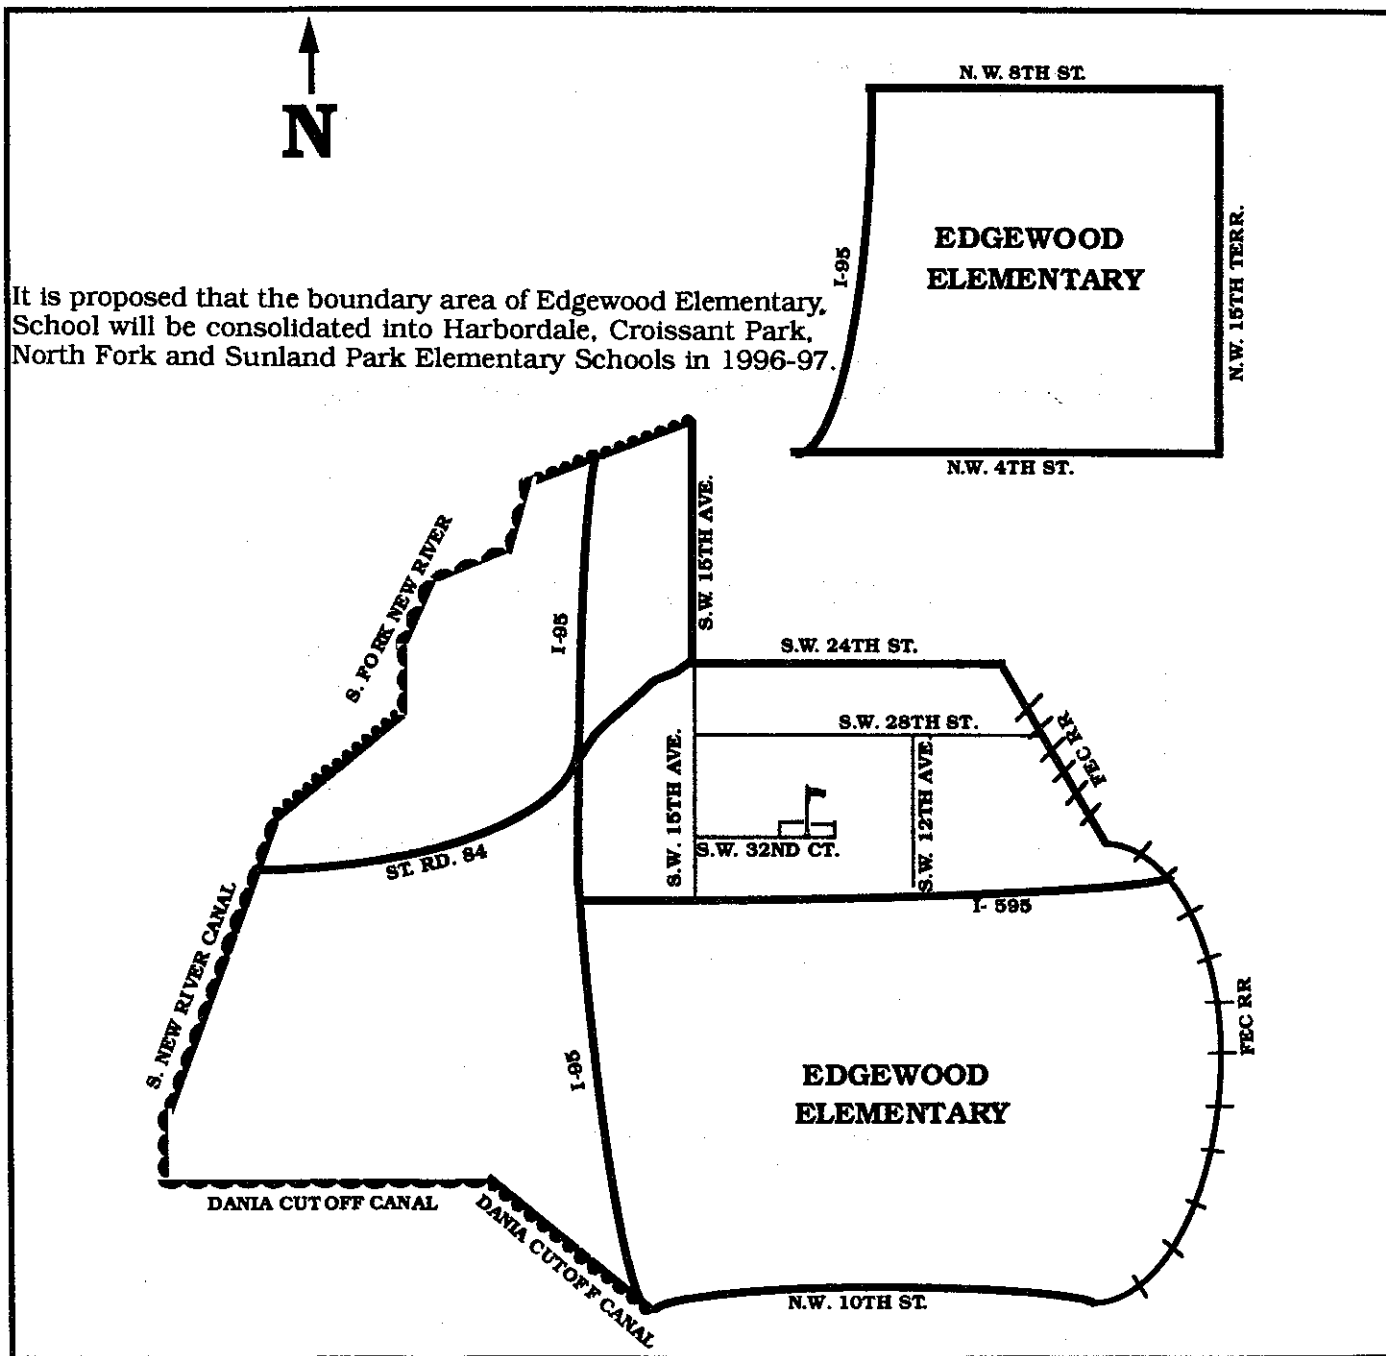 N
N. W. 8TH ST.
EDGEWOOD
ELEMENTARY
I-95
N.W. 15TH TERR.
N.W. 4TH ST.
It is proposed that the boundary area of Edgewood Elementary
School will be consolidated into Harbordale, Croissant Park,
North Fork and Sunland Park Elementary Schools in 1996-97.
S. FORK NEW RIVER
I-95
S.W. 15TH AVE.
S.W. 24TH ST.
S.W. 28TH ST.
FEC RR
S.W. 15TH AVE.
S.W. 12TH AVE.
S.W. 32ND CT.
ST. RD. 84
I- 595
S. NEW RIVER CANAL
FEC RR
I-95
EDGEWOOD
ELEMENTARY
DANIA CUT OFF CANAL
DANIA CUTOFF CANAL
N.W. 10TH ST.